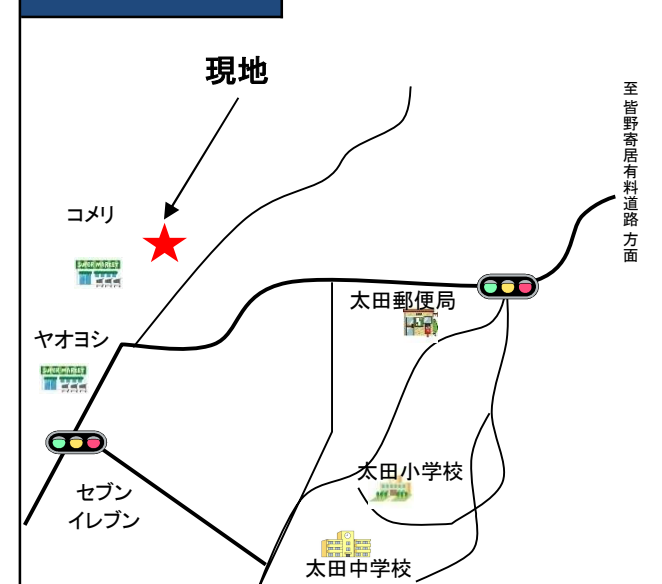 現地
至 皆野寄居有料道路 方面
コメリ
太田郵便局
ヤオヨシ
太田小学校
セブン
イレブン
太田中学校